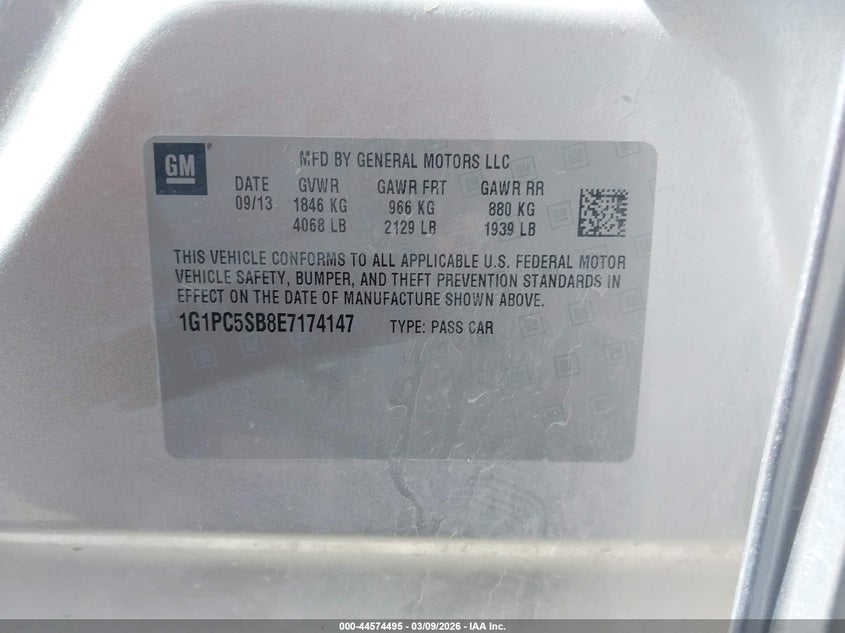 GM
MFD BY GENERAL MOTORS LLC
DATE GVWR GAWR FRT GAWR RR
09/13 1846 KG 966 KG 880 KG
4068 LB 2129 LB 1939 LB
THIS VEHICLE CONFORMS TO ALL APPLICABLE U.S. FEDERAL MOTOR
VEHICLE SAFETY, BUMPER, AND THEFT PREVENTION STANDARDS IN
EFFECT ON THE DATE OF MANUFACTURE SHOWN ABOVE.
1G1PC5SB8E7174147 TYPE: PASS CAR
000-44574495 - 03/09/2026 - IAA Inc.